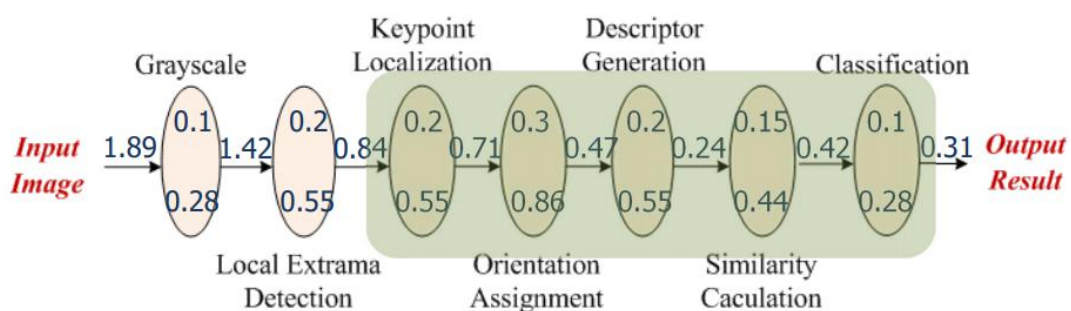 Keypoint
Localization
Descriptor
Generation
Grayscale
Classification
Input
Image
1.89
0.1
0.28
1.42
0.2
0.55
0.84
0.2
0.55
0.71
0.3
0.86
0.47
0.2
0.55
0.24
0.15
0.44
0.42
0.1
0.28
0.31
Output
Result
Local Extrama
Detection
Orientation
Assignment
Similarity
Caculation